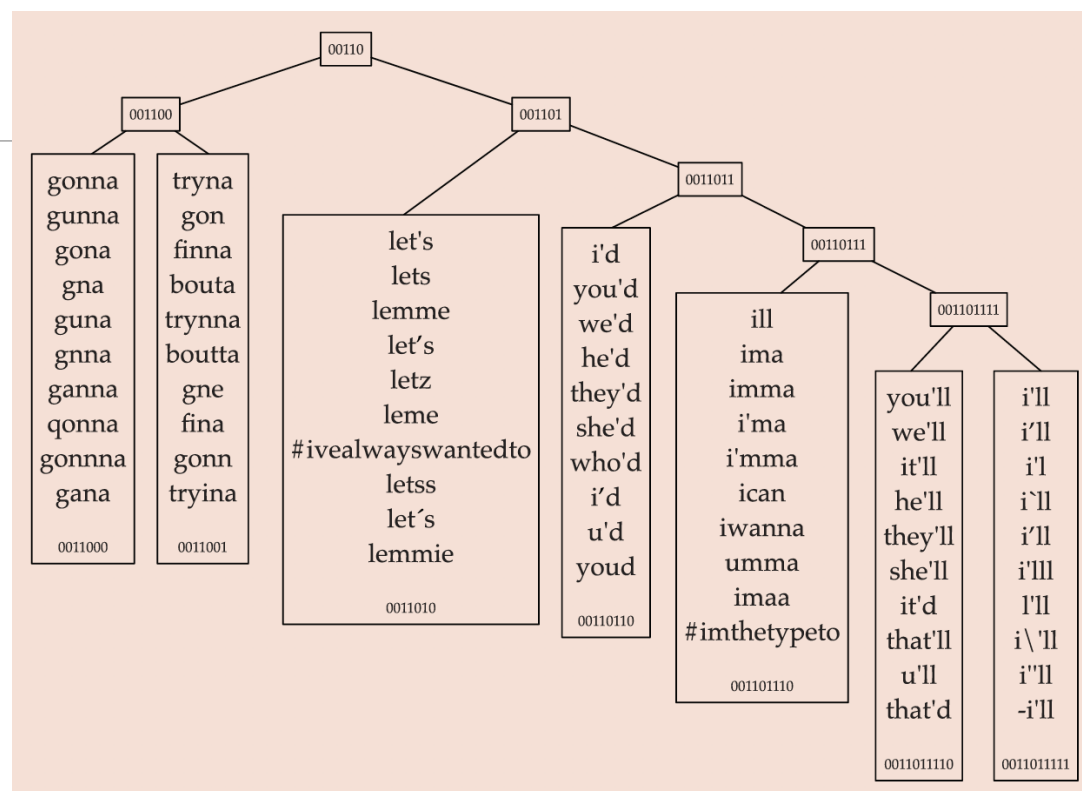 00110
001100
001101
0011011
00110111
001101111
gonna
gunna
gona
gna
guna
gnna
ganna
qonna
gonnna
gana
0011000
tryna
gon
finna
bouta
trynna
boutta
gne
fina
gonn
tryina
0011001
let's
lets
lemme
let’s
letz
leme
#ivealwayswantedto
letss
let´s
lemmie
0011010
i'd
you'd
we'd
he'd
they'd
she'd
who'd
i’d
u'd
youd
00110110
ill
ima
imma
i'ma
i'mma
ican
iwanna
umma
imaa
#imthetypeto
001101110
you'll
we'll
it'll
he'll
they'll
she'll
it'd
that'll
u'll
that'd
0011011110
i'll
i’ll
i'l
i`ll
i’ll
i'lll
l'll
i\'ll
i''ll
-i'll
0011011111